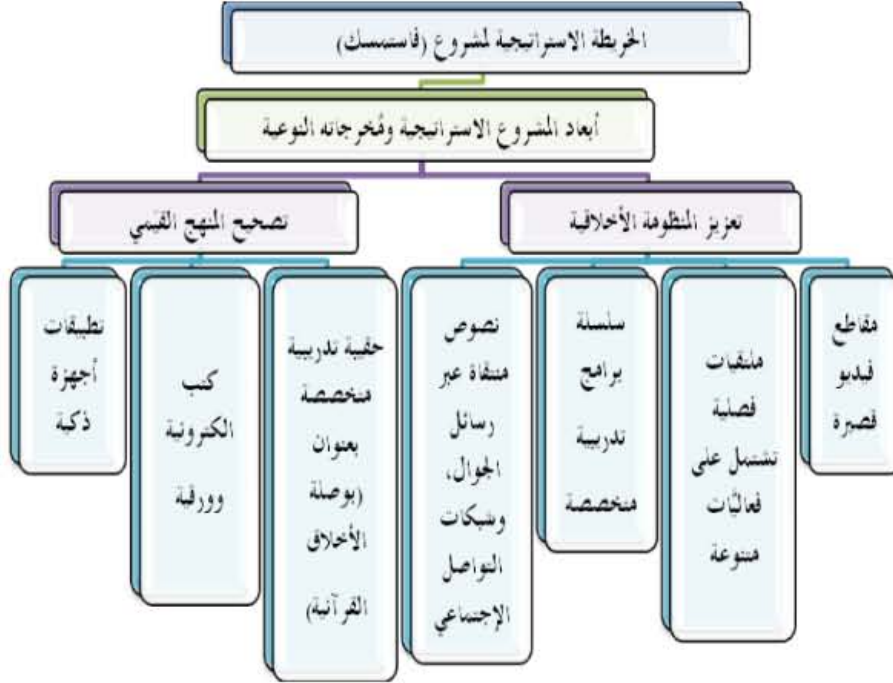 الخريطة الاستراتيجية لمشروع (فاستمسك)
أبعاد المشروع الاستراتيجية ومُخرجاته النوعية
تعزيز المنظومة الأخلاقية
تصحيح المنهج القيَمي
مقاطع
فيديو
قصيرة
ملتقيات
فصلية
تشتمل على
فعاليَّات
متنوعة
سلسلة
برامج
تدريبية
متخصصة
نصوص
منتقاة عبر
رسائل
الجوال،
وشبكات
التواصل
الإجتماعي
حقيبة تدريبية
متخصصة
بعنوان
(بوصلة
الأخلاق
القرآنية)
كتب
الكترونية
وورقية
تطبيقات
أجهزة
ذكية